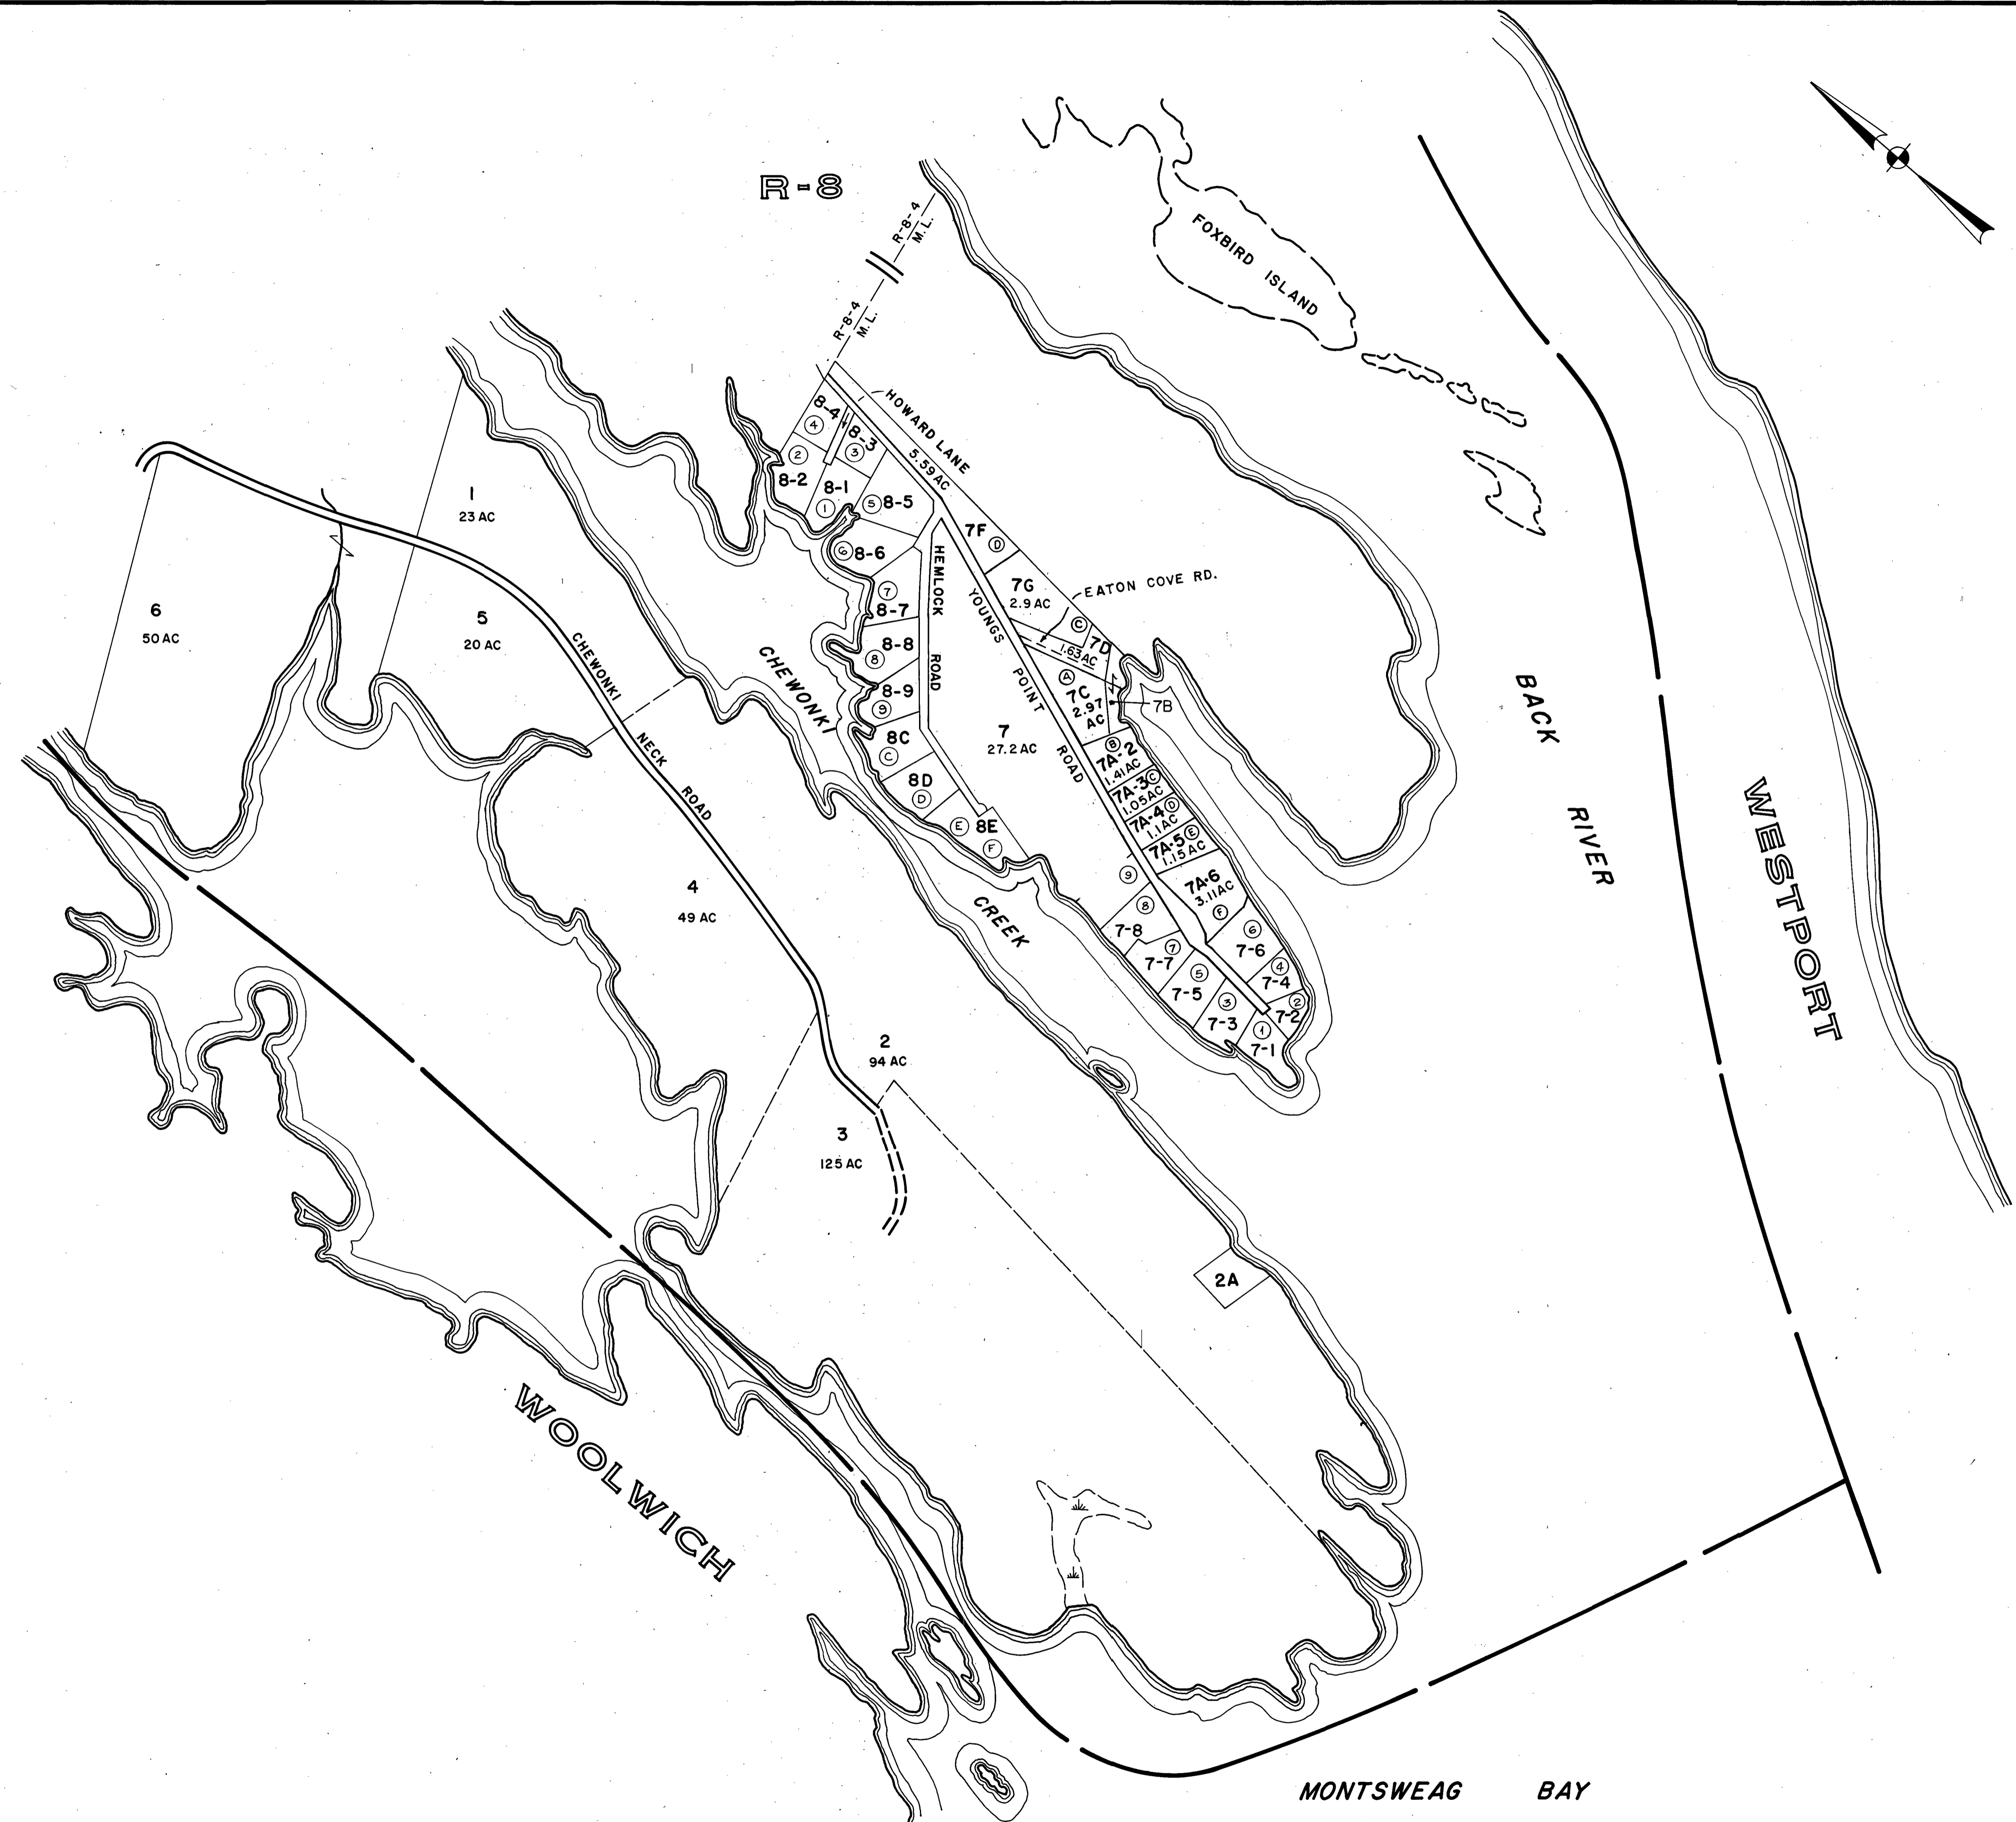 R-8
R-8-4
M.L.
R-8-4
M.L.
FOXBIRD ISLAND
HOWARD LANE
5.59 AC
8-4
4
8-3
3
2
8-2
8-1
1
5 8-5
6 8-6
7
8-7
8-8
8
8-9
9
8C
C
8D
D
E 8E
F
HEMLOCK ROAD
7F
D
7G
2.9 AC
EATON COVE RD.
C
7D
1.63 AC
A
7C
2.97
AC
7B
YOUNGS POINT ROAD
7
27.2 AC
B
7A-2
1.41 AC
7A-3 C
1.05 AC
7A-4 D
1.1 AC
7A-5 E
1.15 AC
7A-6
3.11 AC
F
9
8
7-8
7
7-7
5
7-5
3
7-3
1
7-1
6
7-6
4
7-4
2
7-2
1
23 AC
6
50 AC
5
20 AC
CHEWONKI NECK ROAD
CHEWONKI CREEK
4
49 AC
2
94 AC
3
125 AC
2A
BACK RIVER
WESTPORT
WOOLWICH
MONTSWEAG BAY